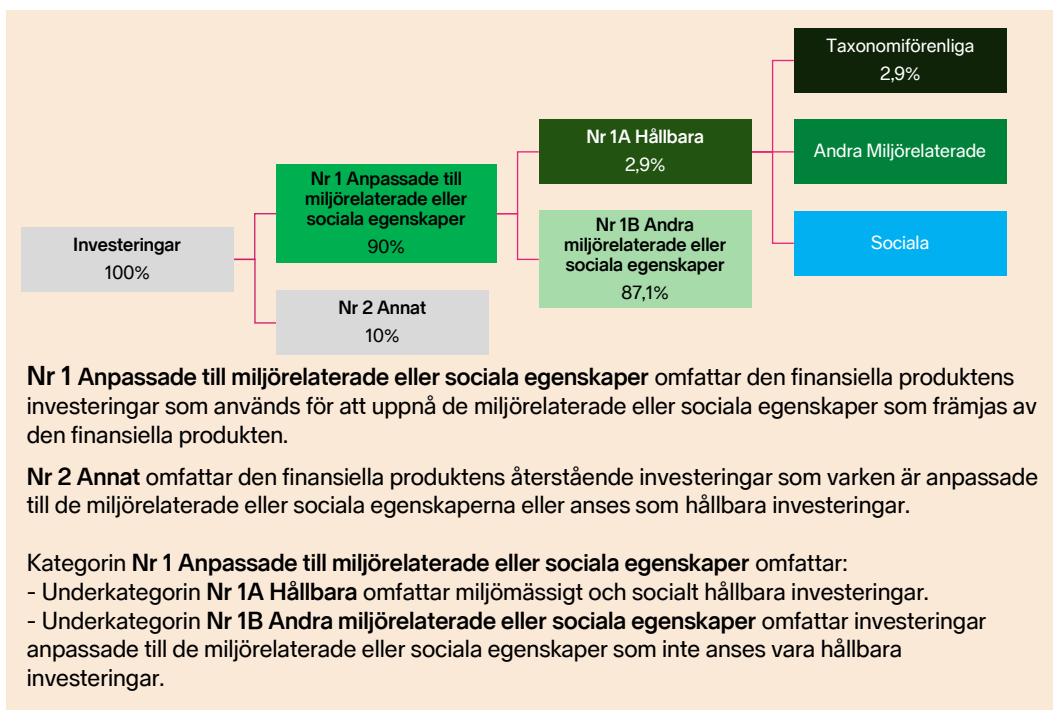 Taxonomiförenliga
2,9%
Nr 1A Hållbara
2,9%
Andra Miljörelaterade
Nr 1 Anpassade till
miljörelaterade eller
sociala egenskaper
90%
Nr 1B Andra
miljörelaterade eller
sociala egenskaper
87,1%
Sociala
Investeringar
100%
Nr 2 Annat
10%
Nr 1 Anpassade till miljörelaterade eller sociala egenskaper omfattar den finansiella produktens
investeringar som används för att uppnå de miljörelaterade eller sociala egenskaper som främjas av
den finansiella produkten.
Nr 2 Annat omfattar den finansiella produktens återstående investeringar som varken är anpassade
till de miljörelaterade eller sociala egenskaperna eller anses som hållbara investeringar.
Kategorin Nr 1 Anpassade till miljörelaterade eller sociala egenskaper omfattar:
- Underkategorin Nr 1A Hållbara omfattar miljömässigt och socialt hållbara investeringar.
- Underkategorin Nr 1B Andra miljörelaterade eller sociala egenskaper omfattar investeringar
anpassade till de miljörelaterade eller sociala egenskaper som inte anses vara hållbara
investeringar.